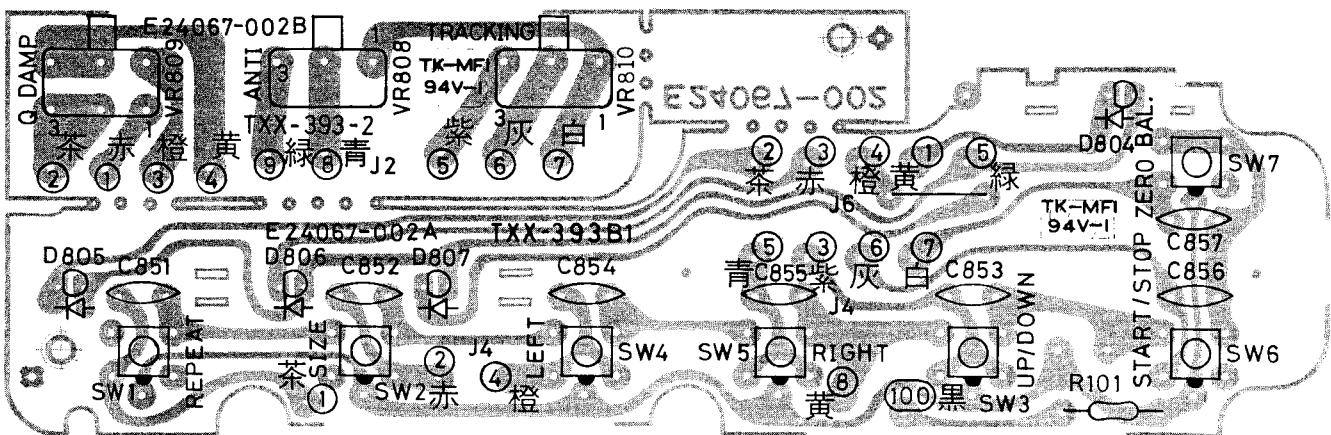 E24067-002B
Q DAMP
VR809
3
1
ANTI
3
1
VR808
TRACKING
TK-MFI
94V-1
3
1
VR810
E24067-002
TXX-393-2
J2
茶 赤 橙 黄
② ① ③ ④
緑 青
⑨ ⑧
紫 灰 白
⑤ ⑥ ⑦
② ③ ④ ① ⑤
茶 赤 橙 黄 緑
J6
D804
ZERO BAL.
SW7
TK-MFI
94V-1
C857
E24067-002A
TXX-393B1
⑤ ③ ⑥ ⑦
青 紫 灰 白
J4
D805
C851
D806
C852
D807
C854
C855
C853
C856
SW1
REPEAT
SIZE
茶
①
SW2
②
赤
J4
④
橙
LEFT
SW4
SW5
RIGHT
黄
⑧
100
黒
SW3
UP/DOWN
R101
START/STOP
SW6